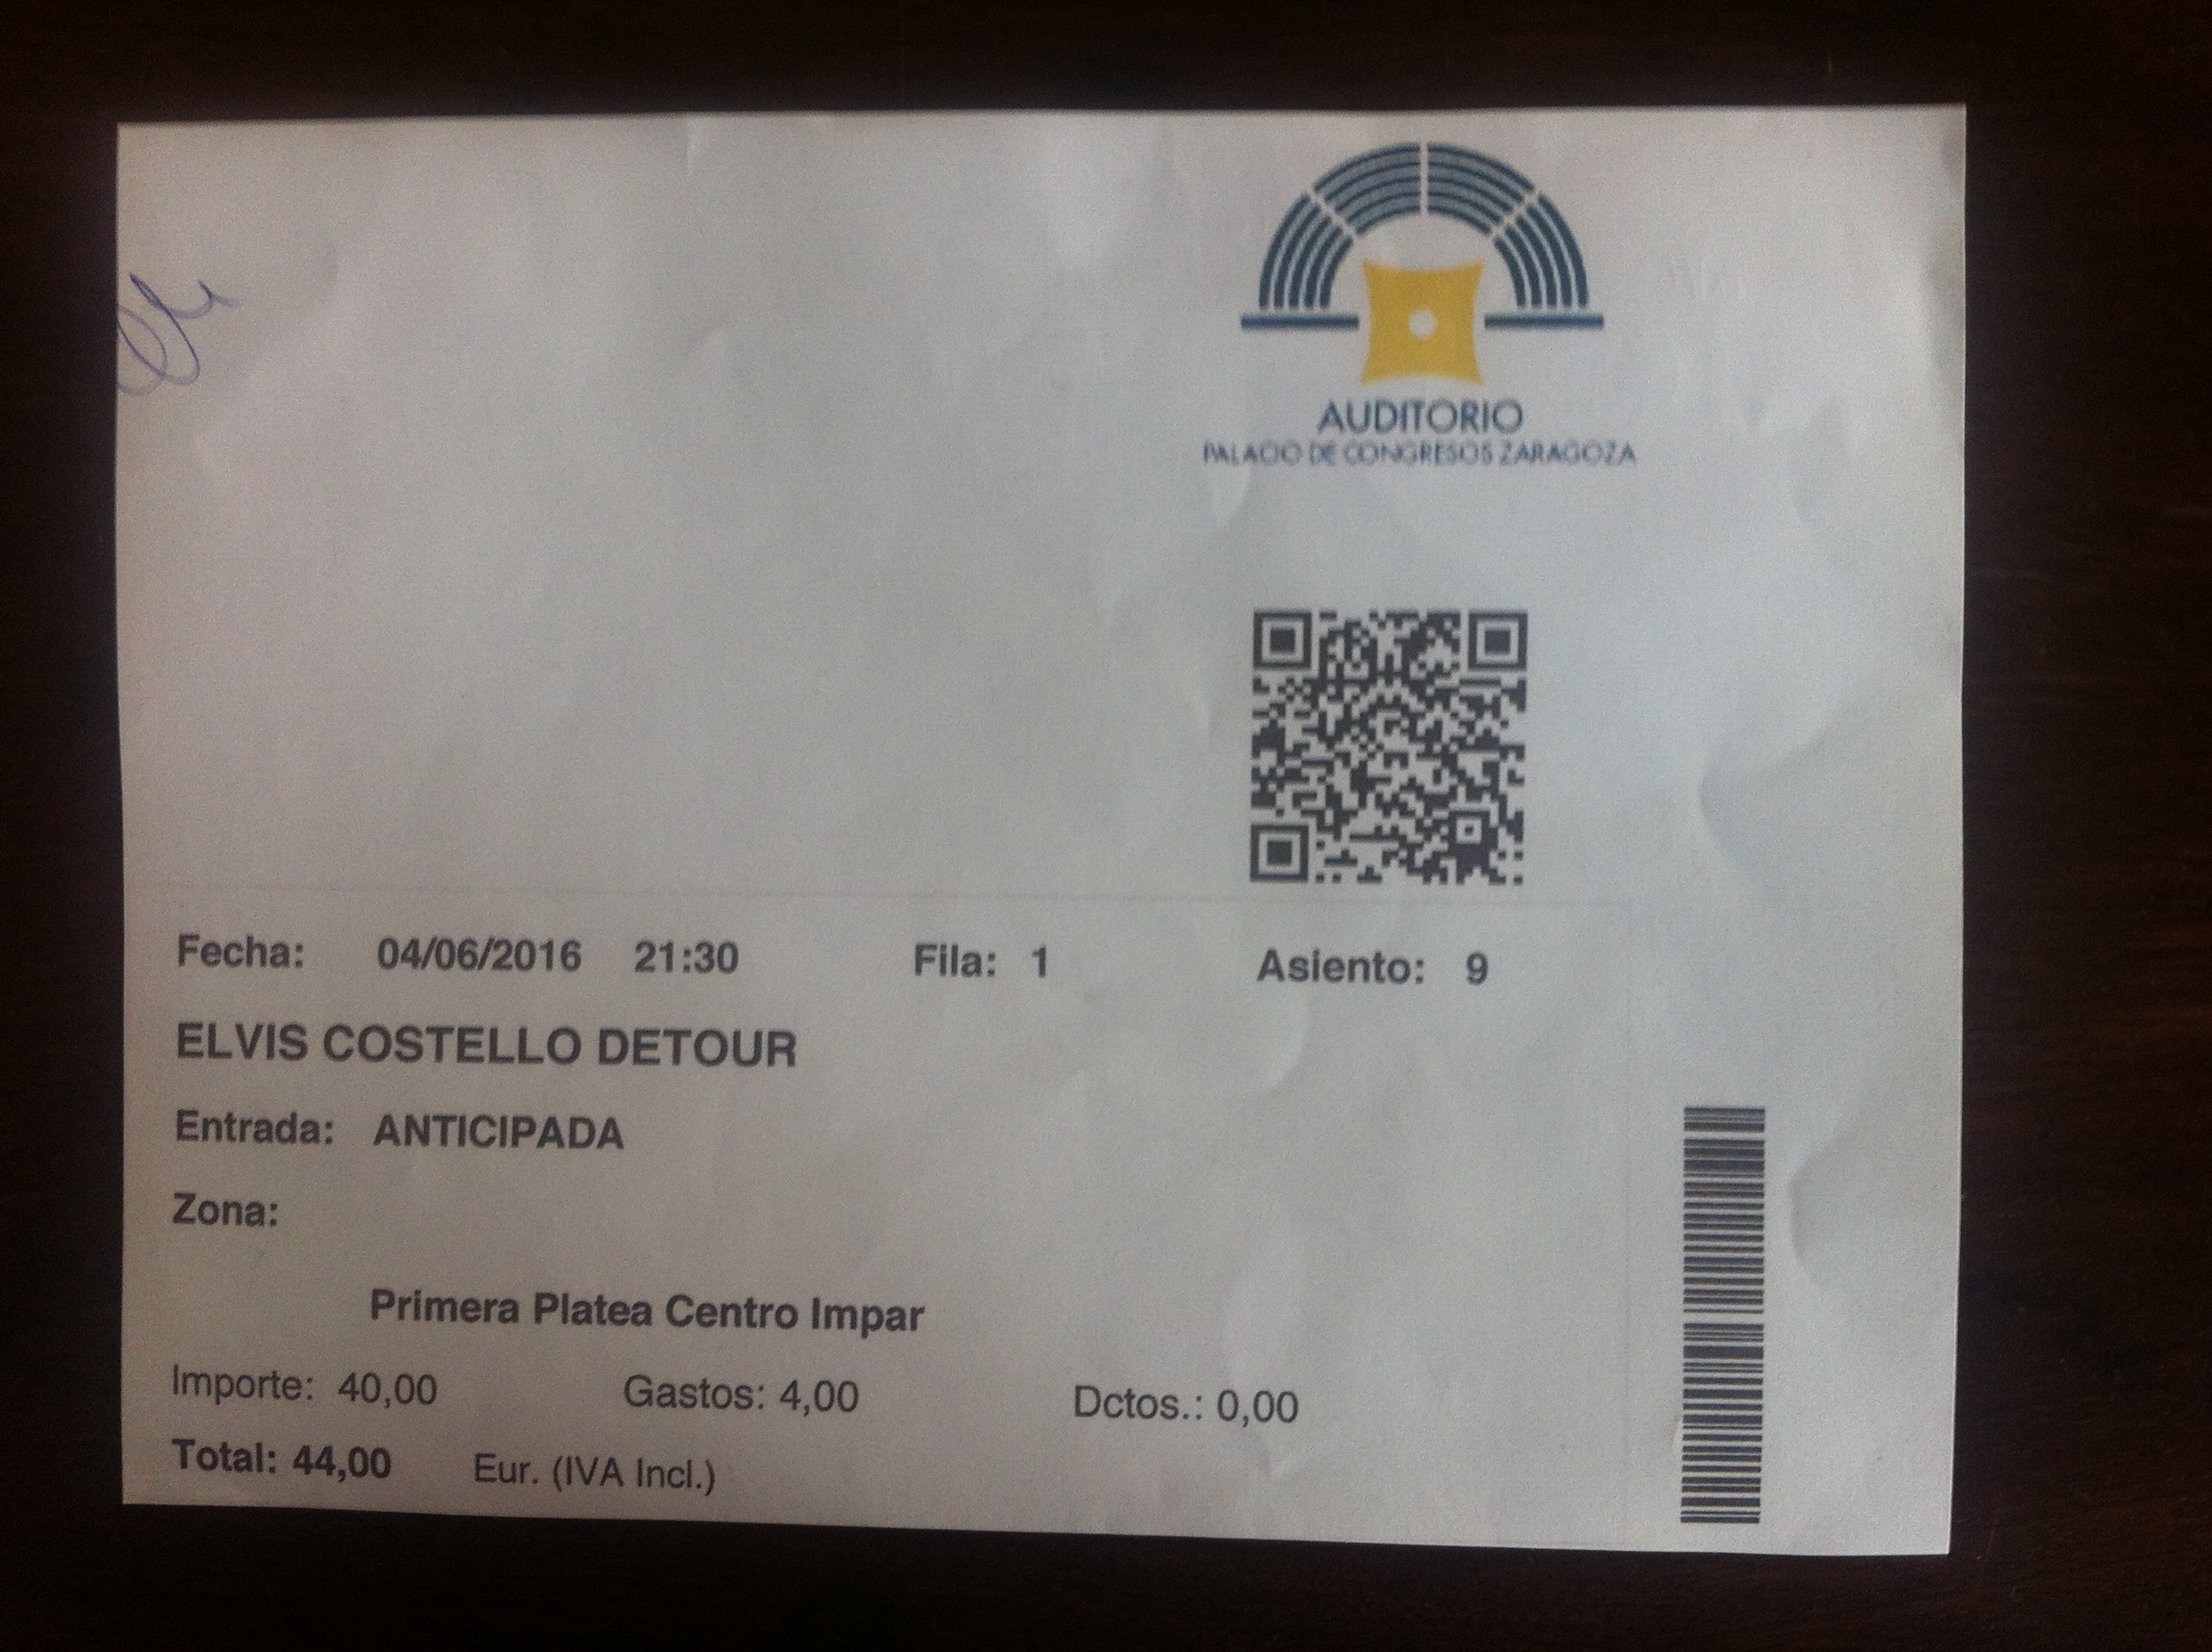 AUDITORIO
PALACIO DE CONGRESOS ZARAGOZA
Fecha: 04/06/2016 21:30 Fila: 1 Asiento: 9
ELVIS COSTELLO DETOUR
Entrada: ANTICIPADA
Zona:
Primera Platea Centro Impar
Importe: 40,00 Gastos: 4,00 Dctos.: 0,00
Total: 44,00 Eur. (IVA Incl.)